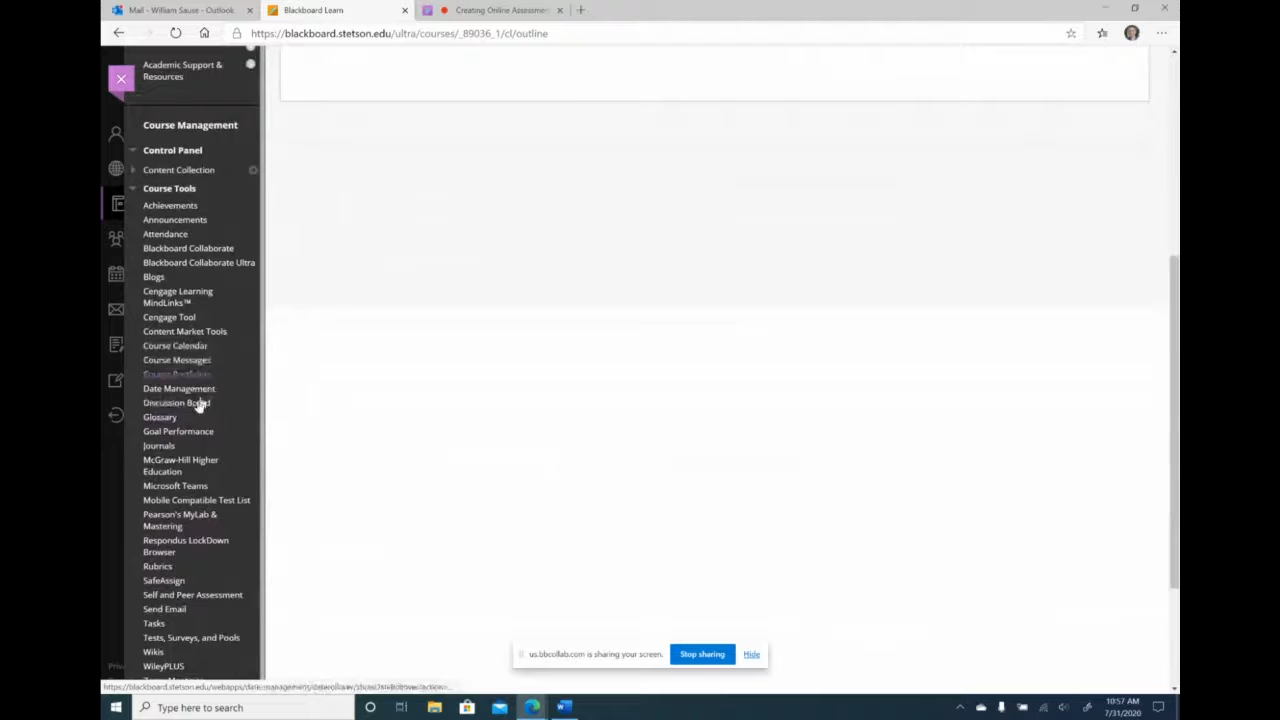 Mail - William Sause - Outlook
Blackboard Learn
Creating Online Assessm
https://blackboard.stetson.edu/ultra/courses/_89036_1/cl/outline
Academic Support &
Resources
Course Management
Control Panel
Content Collection
Course Tools
Achievements
Announcements
Attendance
Blackboard Collaborate
Blackboard Collaborate Ultra
Blogs
Cengage Learning
MindLinks™
Cengage Tool
Content Market Tools
Course Calendar
Course Messages
Course Portfolios
Date Management
Discussion Board
Glossary
Goal Performance
Journals
McGraw-Hill Higher
Education
Microsoft Teams
Mobile Compatible Test List
Pearson's MyLab &
Mastering
Respondus LockDown
Browser
Rubrics
SafeAssign
Self and Peer Assessment
Send Email
Tasks
Tests, Surveys, and Pools
Wikis
WileyPLUS
us.bbcollab.com is sharing your screen.
Stop sharing
Hide
Type here to search
10:57 AM
7/31/2020